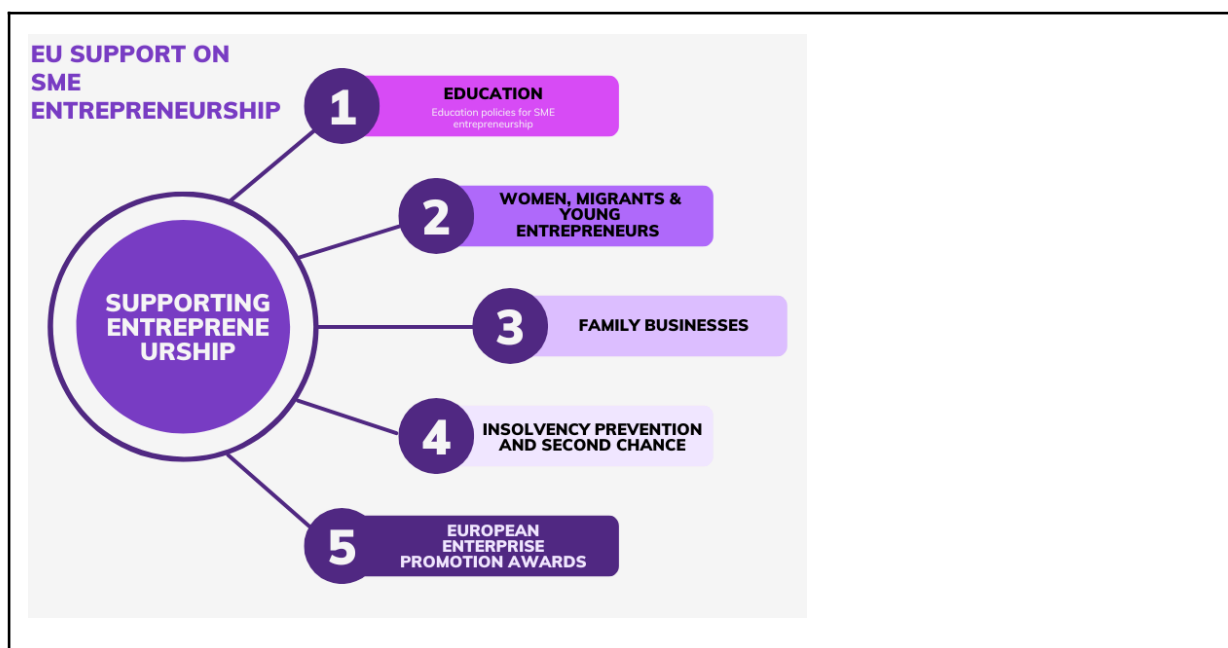 EU SUPPORT ON
SME
ENTREPRENEURSHIP
1
EDUCATION
Education policies for SME
entrepreneurship
2
WOMEN, MIGRANTS &
YOUNG
ENTREPRENEURS
SUPPORTING
ENTREPRENE
URSHIP
3
FAMILY BUSINESSES
4
INSOLVENCY PREVENTION
AND SECOND CHANCE
5
EUROPEAN
ENTERPRISE
PROMOTION AWARDS